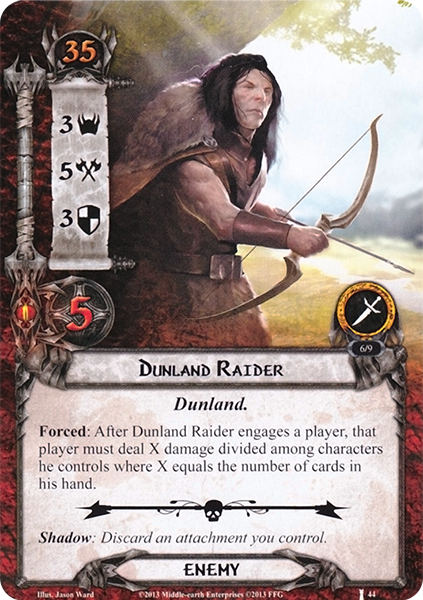 35
3
5
3
5
6/9
Dunland Raider
Dunland.
Forced: After Dunland Raider engages a player, that
player must deal X damage divided among characters
he controls where X equals the number of cards in
his hand.
Shadow: Discard an attachment you control.
ENEMY
Illus. Jason Ward ©2013 Middle-earth Enterprises ©2013 FFG 44